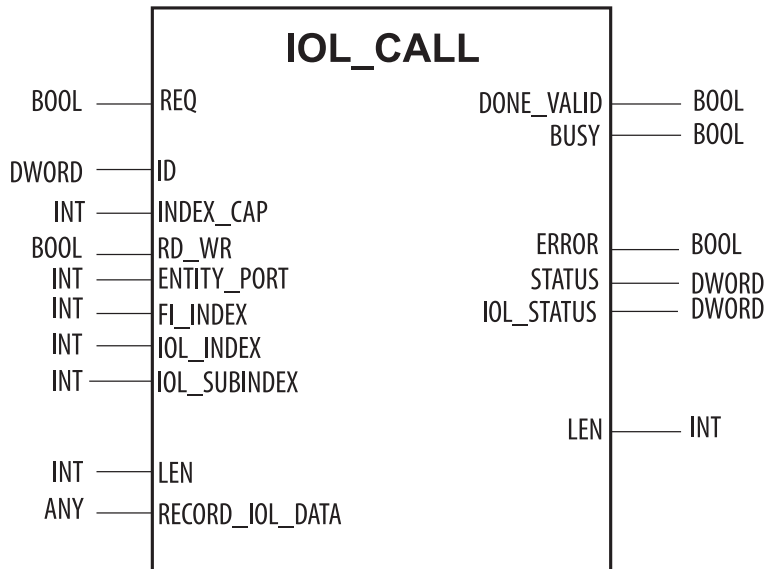 IOL_CALL
BOOL REQ DONE_VALID BOOL
BUSY BOOL
DWORD ID
INT INDEX_CAP
BOOL RD_WR ERROR BOOL
INT ENTITY_PORT STATUS DWORD
INT FI_INDEX IOL_STATUS DWORD
INT IOL_INDEX
INT IOL_SUBINDEX
LEN INT
INT LEN
ANY RECORD_IOL_DATA